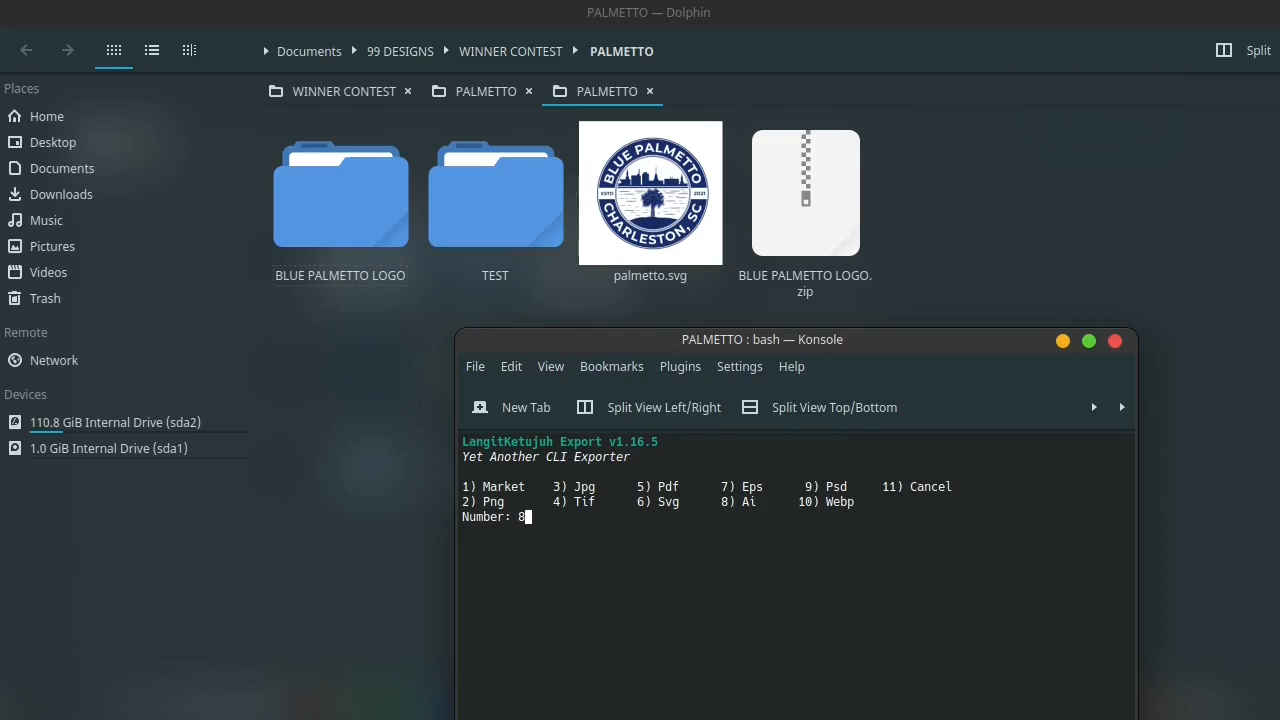 PALMETTO — Dolphin
Documents 99 DESIGNS WINNER CONTEST PALMETTO
Split
WINNER CONTEST × PALMETTO × PALMETTO ×
Places
Home
Desktop
Documents
Downloads
Music
Pictures
Videos
Trash
Remote
Network
Devices
110.8 GiB Internal Drive (sda2)
1.0 GiB Internal Drive (sda1)
BLUE PALMETTO
ESTD 2021
CHARLESTON, SC
BLUE PALMETTO LOGO
TEST
palmetto.svg
BLUE PALMETTO LOGO.
zip
PALMETTO : bash — Konsole
File Edit View Bookmarks Plugins Settings Help
New Tab Split View Left/Right Split View Top/Bottom
LangitKetujuh Export v1.16.5
Yet Another CLI Exporter
1) Market 3) Jpg 5) Pdf 7) Eps 9) Psd 11) Cancel
2) Png 4) Tif 6) Svg 8) Ai 10) Webp
Number: 8